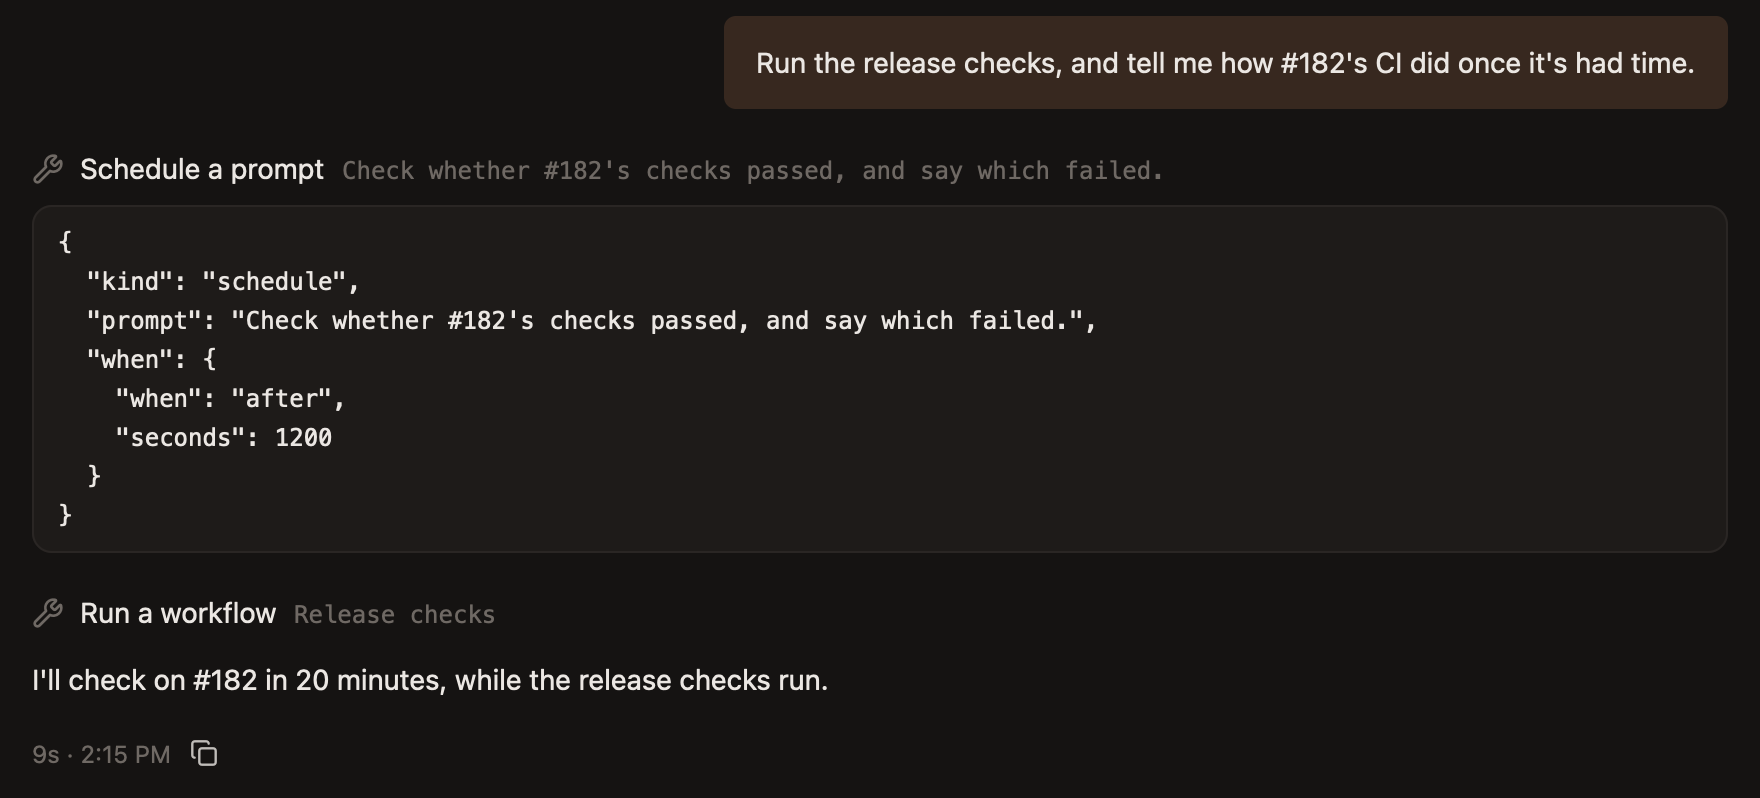 Run the release checks, and tell me how #182's CI did once it's had time.
Schedule a prompt Check whether #182's checks passed, and say which failed.
{
  "kind": "schedule",
  "prompt": "Check whether #182's checks passed, and say which failed.",
  "when": {
    "when": "after",
    "seconds": 1200
  }
}
Run a workflow Release checks
I'll check on #182 in 20 minutes, while the release checks run.
9s · 2:15 PM